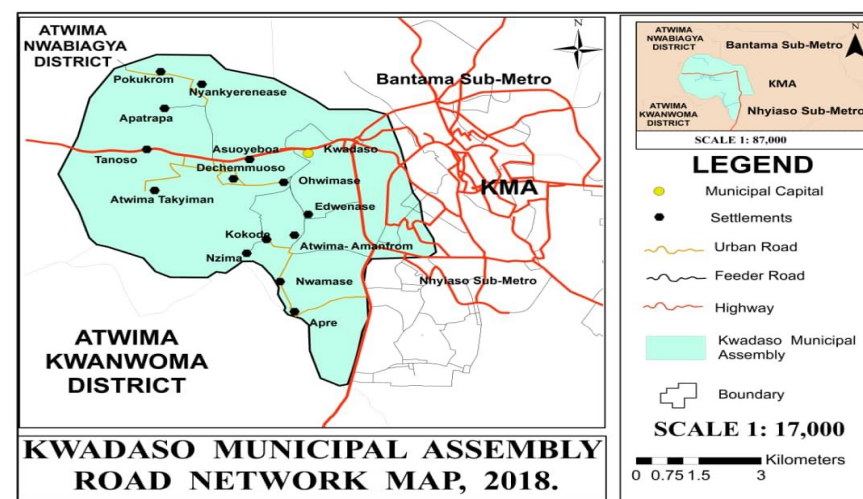 ATWIMA
NWABIAGYA
DISTRICT
N
Pokukrom
Nyankyerenease
Apatrapa
Bantama Sub-Metro
Tanoso
Asuoyeboa
Kwadaso
Dechemmuoso
Ohwimase
KMA
Atwima Takyiman
Edwenase
Kokode
Atwima- Amanfrom
Nzima
Nwamase
Nhyiaso Sub-Metro
Apre
ATWIMA
KWANWOMA
DISTRICT
KWADASO MUNICIPAL ASSEMBLY
ROAD NETWORK MAP, 2018.
ATWIMA
NWABIAGYA
DISTRICT
N
Bantama Sub-Metro
KMA
ATWIMA
KWANWOMA
DISTRICT
Nhyiaso Sub-Metro
SCALE 1: 87,000
LEGEND
Municipal Capital
Settlements
Urban Road
Feeder Road
Highway
Kwadaso Municipal
Assembly
Boundary
SCALE 1: 17,000
Kilometers
0 0.75 1.5 3